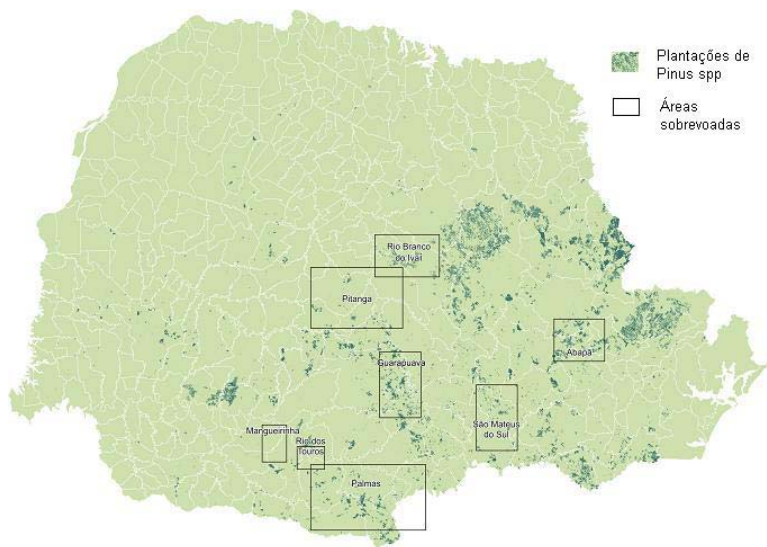 Plantações de
Pinus spp
Áreas
sobrevoadas
Rio Branco
do Ivaí
Pitanga
Abapã
Guarapuava
São Mateus
do Sul
Mangueirinha
Rio dos
Touros
Palmas